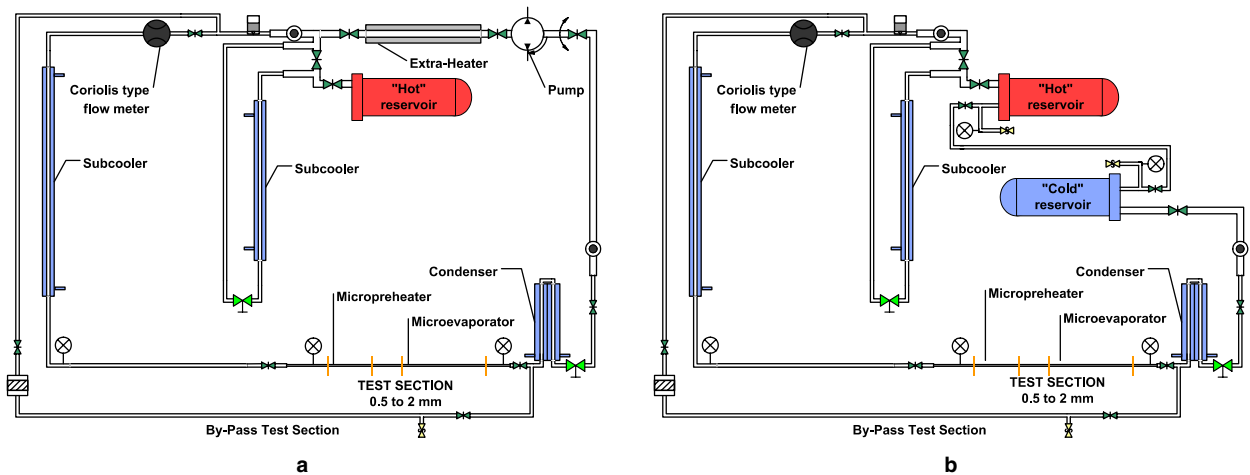 "Hot"
reservoir
Extra-Heater
Pump
Coriolis type
flow meter
Subcooler
Subcooler
Condenser
Micropreheater
Microevaporator
TEST SECTION
0.5 to 2 mm
By-Pass Test Section
a
"Hot"
reservoir
Coriolis type
flow meter
Subcooler
Subcooler
"Cold"
reservoir
Condenser
Micropreheater
Microevaporator
TEST SECTION
0.5 to 2 mm
By-Pass Test Section
b